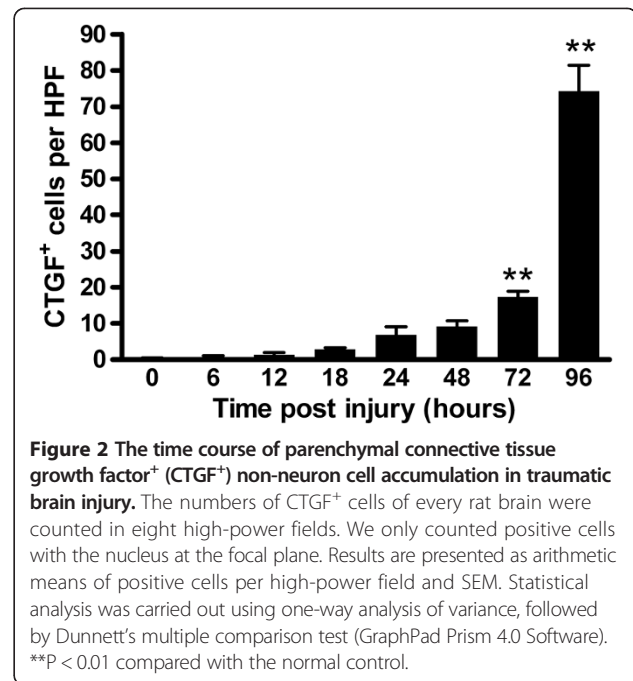 90
80
70
60
50
40
30
20
10
0
CTGF+ cells per HPF
**
**
0 6 12 18 24 48 72 96
Time post injury (hours)
Figure 2 The time course of parenchymal connective tissue
growth factor+ (CTGF+) non-neuron cell accumulation in traumatic
brain injury. The numbers of CTGF+ cells of every rat brain were
counted in eight high-power fields. We only counted positive cells
with the nucleus at the focal plane. Results are presented as arithmetic
means of positive cells per high-power field and SEM. Statistical
analysis was carried out using one-way analysis of variance, followed
by Dunnett's multiple comparison test (GraphPad Prism 4.0 Software).
**P < 0.01 compared with the normal control.